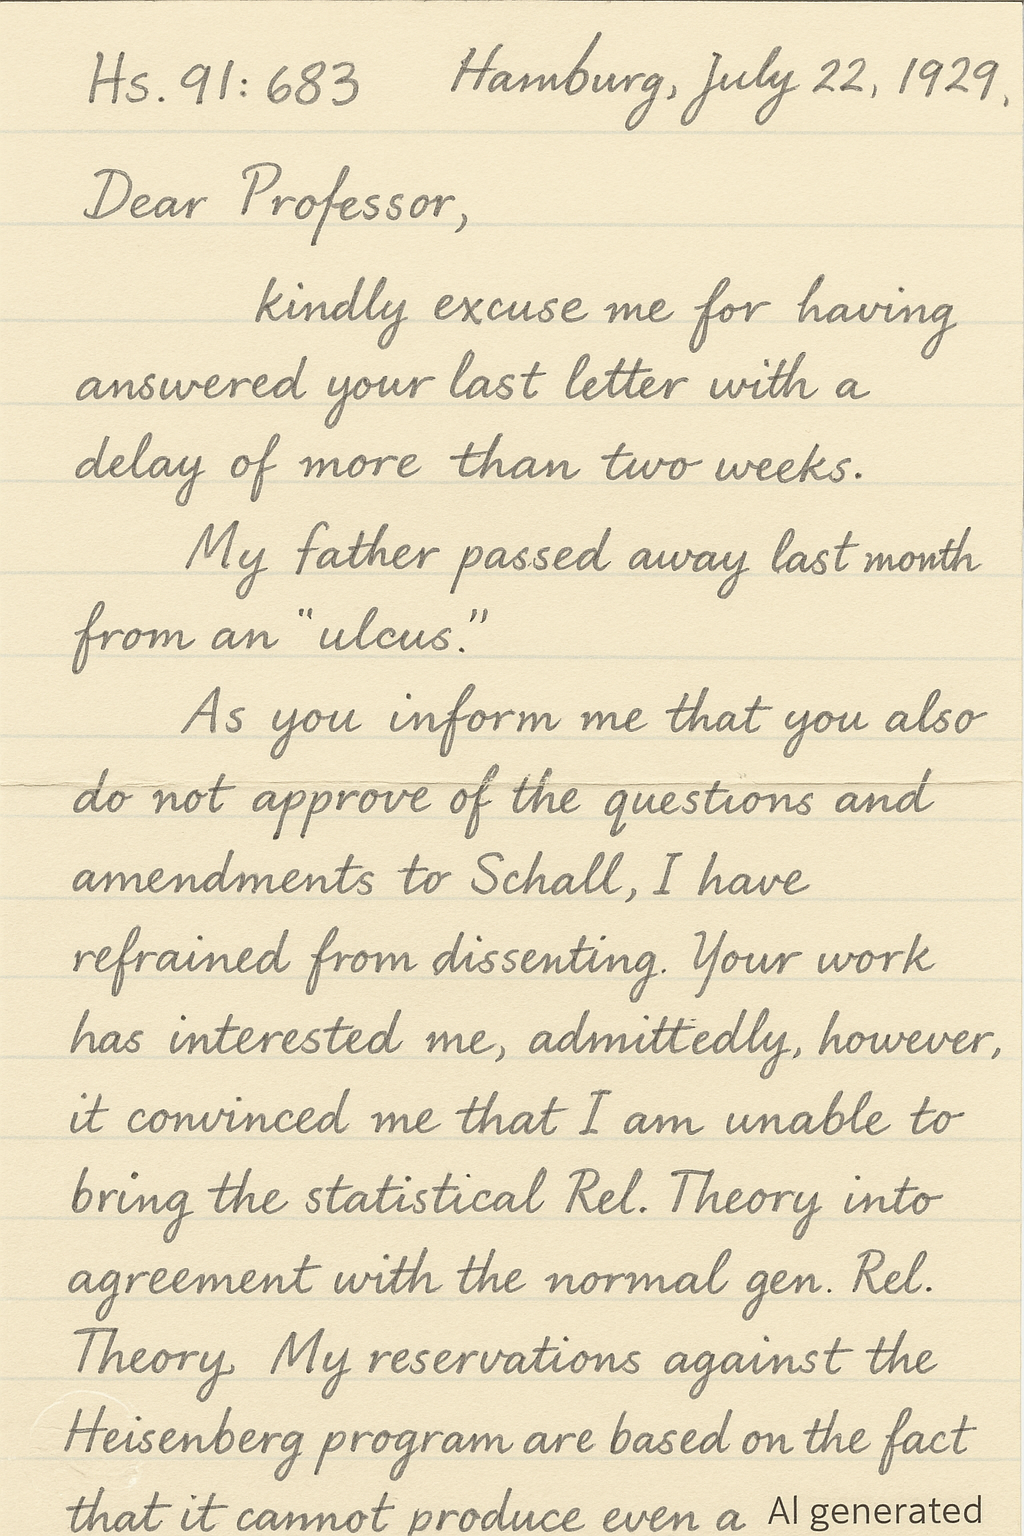 Hs. 91: 683 Hamburg, July 22, 1929.
Dear Professor,
kindly excuse me for having
answered your last letter with a
delay of more than two weeks.
My father passed away last month
from an "ulcus."
As you inform me that you also
do not approve of the questions and
amendments to Schall, I have
refrained from dissenting. Your work
has interested me, admittedly, however,
it convinced me that I am unable to
bring the statistical Rel. Theory into
agreement with the normal gen. Rel.
Theory. My reservations against the
Heisenberg program are based on the fact
that it cannot produce even a
AI generated